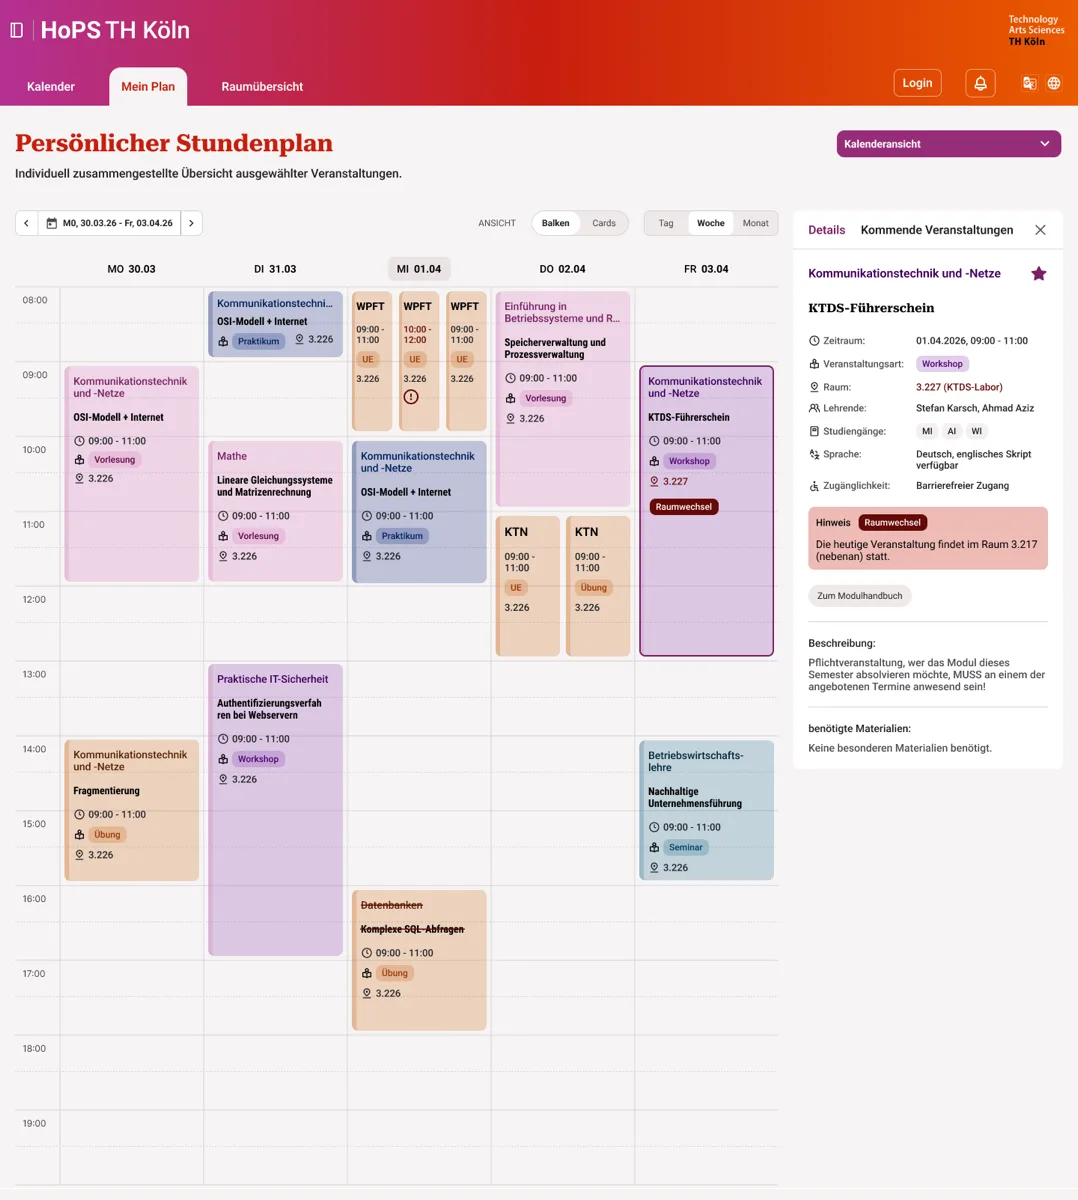 HoPS TH Köln
Technology
Arts Sciences
TH Köln
Kalender
Mein Plan
Raumübersicht
Login
Persönlicher Stundenplan
Kalenderansicht
Individuell zusammengestellte Übersicht ausgewählter Veranstaltungen.
MO, 30.03.26 - Fr, 03.04.26
ANSICHT
Balken
Cards
Tag
Woche
Monat
MO 30.03
DI 31.03
MI 01.04
DO 02.04
FR 03.04
08:00
09:00
10:00
11:00
12:00
13:00
14:00
15:00
16:00
17:00
18:00
19:00
Kommunikationstechnik
und -Netze
OSI-Modell + Internet
09:00 - 11:00
Vorlesung
3.226
Kommunikationstechnik
und -Netze
Fragmentierung
09:00 - 11:00
Übung
3.226
Kommunikationstechni...
OSI-Modell + Internet
Praktikum
3.226
Mathe
Lineare Gleichungssysteme
und Matrizenrechnung
09:00 - 11:00
Vorlesung
3.226
Praktische IT-Sicherheit
Authentifizierungsverfah
ren bei Webservern
09:00 - 11:00
Workshop
3.226
WPFT
09:00 -
11:00
UE
3.226
WPFT
10:00 -
12:00
UE
3.226
WPFT
09:00 -
11:00
UE
3.226
Kommunikationstechnik
und -Netze
OSI-Modell + Internet
09:00 - 11:00
Praktikum
3.226
Datenbanken
Komplexe SQL-Abfragen
09:00 - 11:00
Übung
3.226
Einführung in
Betriebssysteme und R...
Speicherverwaltung und
Prozessverwaltung
09:00 - 11:00
Vorlesung
3.226
KTN
09:00 -
11:00
UE
3.226
KTN
09:00 -
11:00
Übung
3.226
Kommunikationstechnik
und -Netze
KTDS-Führerschein
09:00 - 11:00
Workshop
3.227
Raumwechsel
Betriebswirtschafts-
lehre
Nachhaltige
Unternehmensführung
09:00 - 11:00
Seminar
3.226
Details
Kommende Veranstaltungen
Kommunikationstechnik und -Netze
KTDS-Führerschein
Zeitraum: 01.04.2026, 09:00 - 11:00
Veranstaltungsart: Workshop
Raum: 3.227 (KTDS-Labor)
Lehrende: Stefan Karsch, Ahmad Aziz
Studiengänge: MI AI WI
Sprache: Deutsch, englisches Skript
verfügbar
Zugänglichkeit: Barrierefreier Zugang
Hinweis Raumwechsel
Die heutige Veranstaltung findet im Raum 3.217
(nebenan) statt.
Zum Modulhandbuch
Beschreibung:
Pflichtveranstaltung, wer das Modul dieses
Semester absolvieren möchte, MUSS an einem der
angebotenen Termine anwesend sein!
benötigte Materialien:
Keine besonderen Materialien benötigt.